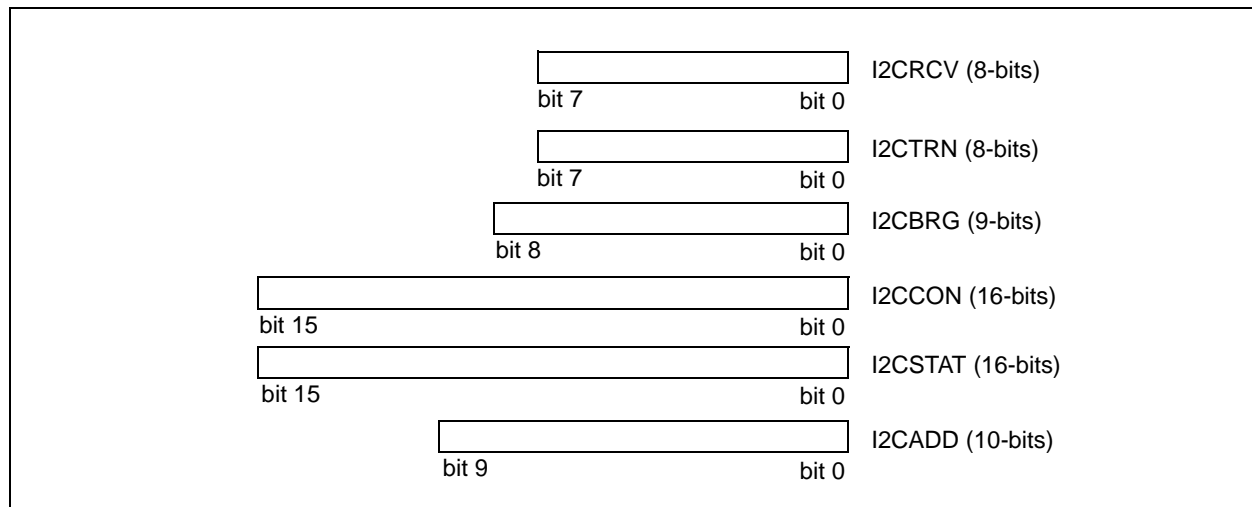 I2CRCV (8-bits)
bit 7 bit 0
I2CTRN (8-bits)
bit 7 bit 0
I2CBRG (9-bits)
bit 8 bit 0
I2CCON (16-bits)
bit 15 bit 0
I2CSTAT (16-bits)
bit 15 bit 0
I2CADD (10-bits)
bit 9 bit 0